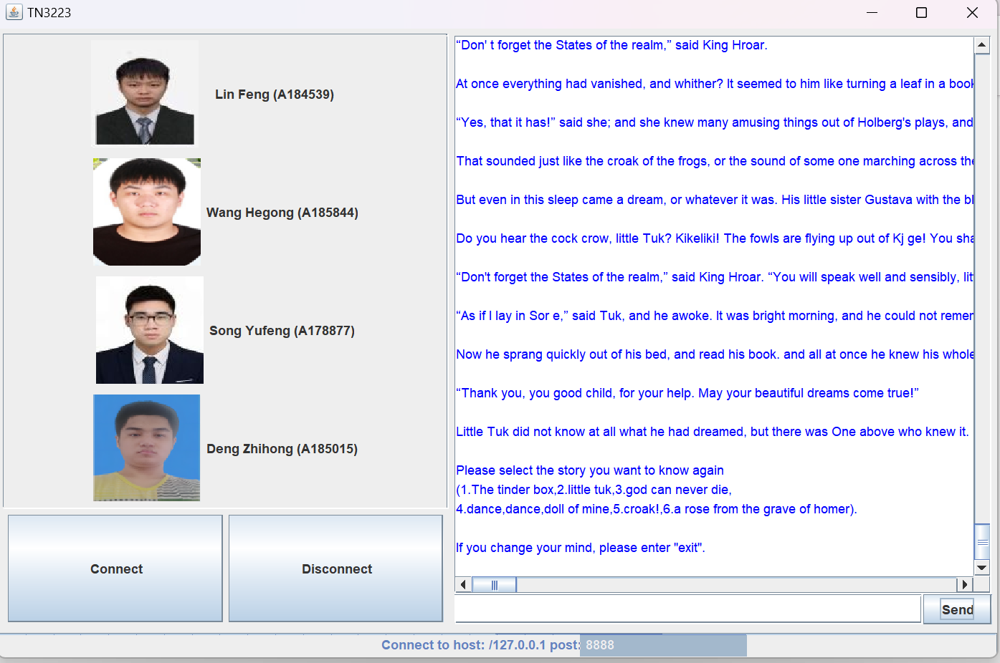 TN3223
Lin Feng (A184539)
Wang Hegong (A185844)
Song Yufeng (A178877)
Deng Zhihong (A185015)
Connect
Disconnect
“Don' t forget the States of the realm,” said King Hroar.
At once everything had vanished, and whither? It seemed to him like turning a leaf in a book
“Yes, that it has!” said she; and she knew many amusing things out of Holberg's plays, and
That sounded just like the croak of the frogs, or the sound of some one marching across the
But even in this sleep came a dream, or whatever it was. His little sister Gustava with the bl
Do you hear the cock crow, little Tuk? Kikeliki! The fowls are flying up out of Kj ge! You sha
“Don't forget the States of the realm,” said King Hroar. “You will speak well and sensibly, lit
“As if I lay in Sor e,” said Tuk, and he awoke. It was bright morning, and he could not remer
Now he sprang quickly out of his bed, and read his book. and all at once he knew his whole
“Thank you, you good child, for your help. May your beautiful dreams come true!”
Little Tuk did not know at all what he had dreamed, but there was One above who knew it.
Please select the story you want to know again
(1.The tinder box,2.little tuk,3.god can never die,
4.dance,dance,doll of mine,5.croak!,6.a rose from the grave of homer).
If you change your mind, please enter "exit".
Send
Connect to host: /127.0.0.1 post: 8888